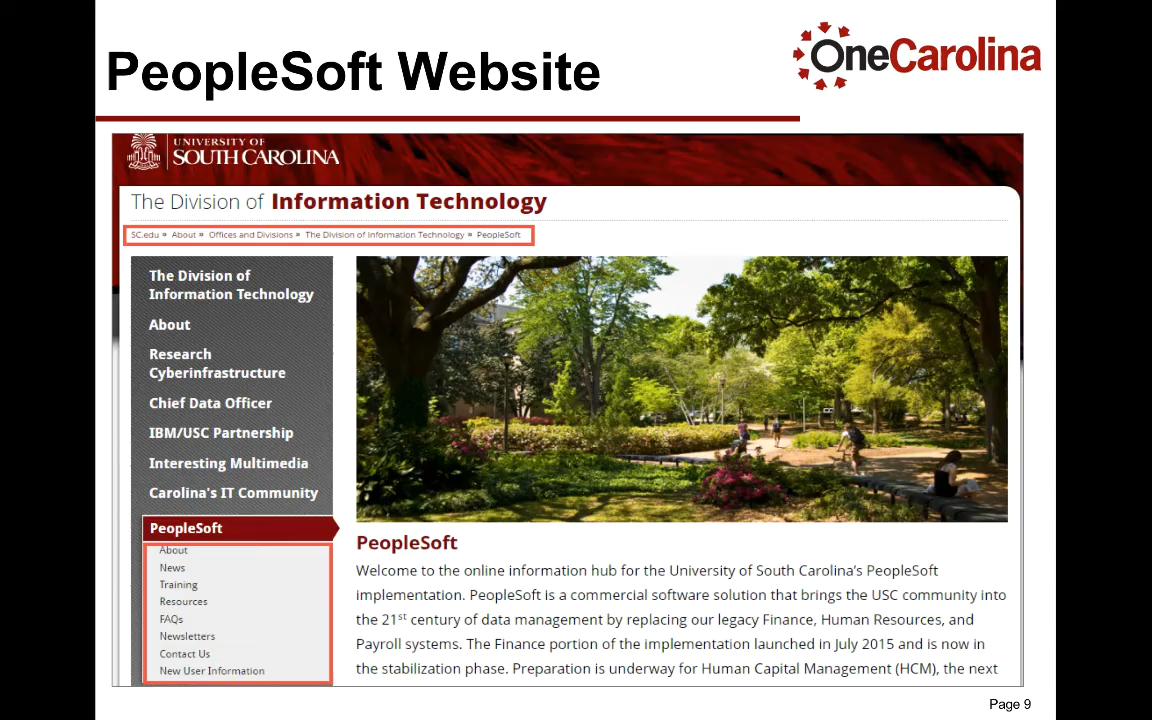 PeopleSoft Website
OneCarolina
UNIVERSITY OF
SOUTH CAROLINA
The Division of Information Technology
SC.edu » About » Offices and Divisions » The Division of Information Technology » PeopleSoft
The Division of
Information Technology
About
Research
Cyberinfrastructure
Chief Data Officer
IBM/USC Partnership
Interesting Multimedia
Carolina's IT Community
PeopleSoft
About
News
Training
Resources
FAQs
Newsletters
Contact Us
New User Information
PeopleSoft
Welcome to the online information hub for the University of South Carolina's PeopleSoft
implementation. PeopleSoft is a commercial software solution that brings the USC community into
the 21st century of data management by replacing our legacy Finance, Human Resources, and
Payroll systems. The Finance portion of the implementation launched in July 2015 and is now in
the stabilization phase. Preparation is underway for Human Capital Management (HCM), the next
Page 9